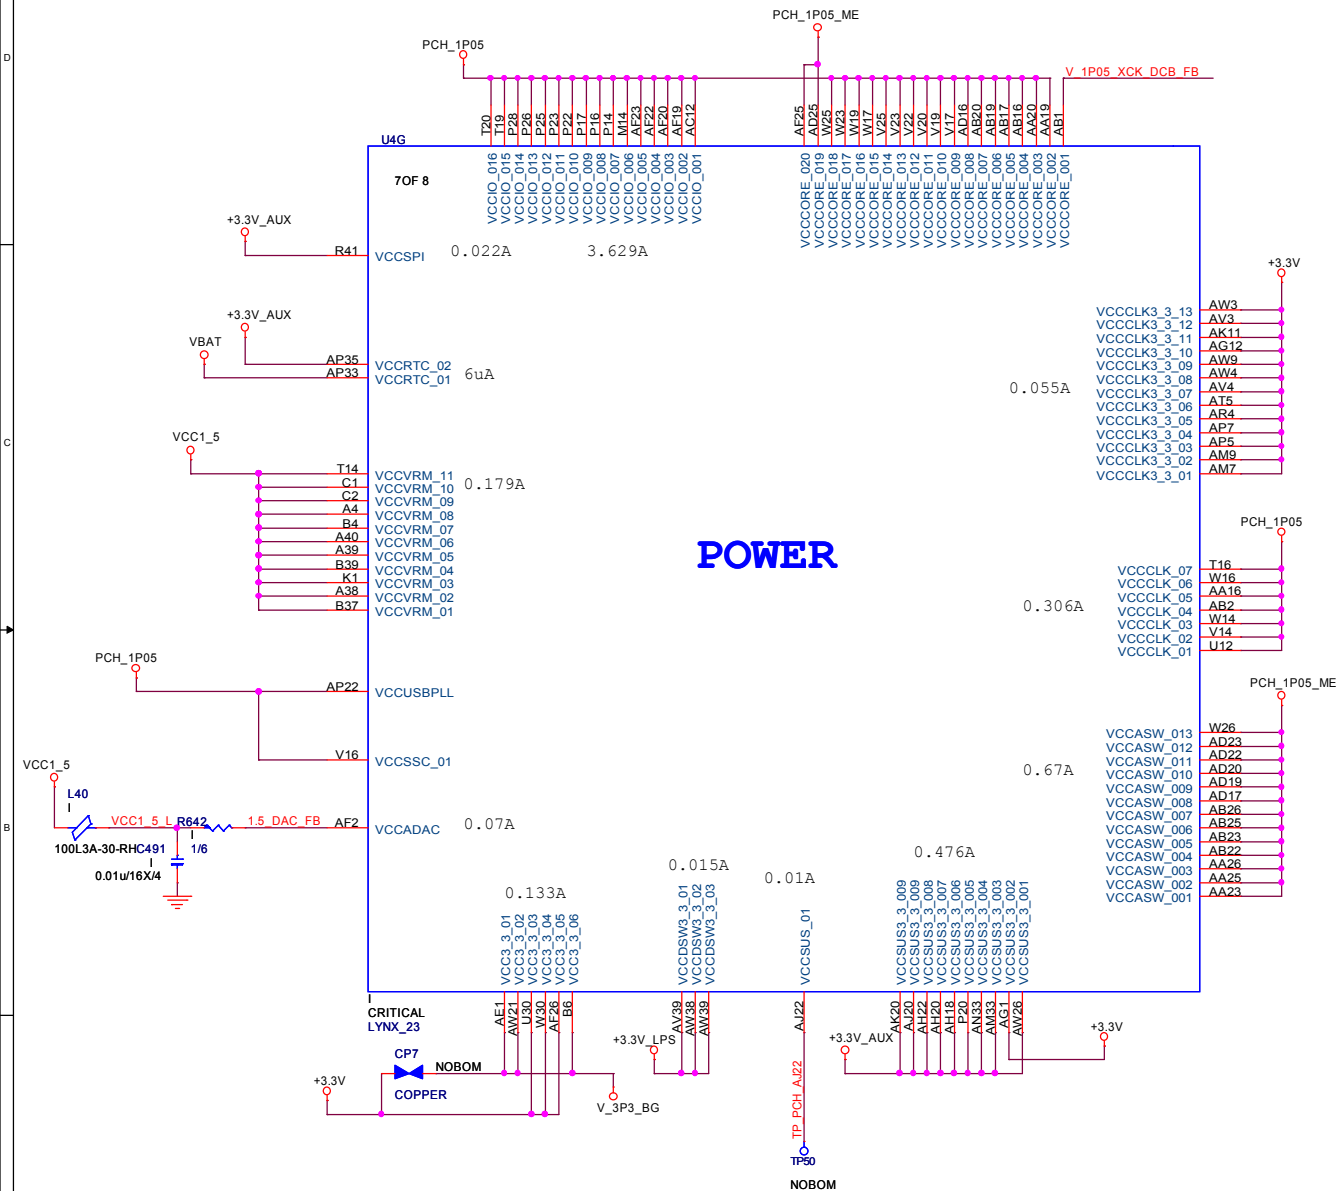 PCH_1P05_ME
PCH_1P05
V_1P05_XCK_DCB_FB
D
T20
T19
P28
P26
P25
P23
P22
P17
P16
P14
M14
AF23
AF22
AF20
AF19
AC12
AF25
AD25
W25
W23
W19
W17
V25
V23
V22
V20
V19
V17
AD16
AB20
AB19
AB17
AB16
AA20
AA19
AB1
U4G
7OF 8
VCCIO_016
VCCIO_015
VCCIO_014
VCCIO_013
VCCIO_012
VCCIO_011
VCCIO_010
VCCIO_009
VCCIO_008
VCCIO_007
VCCIO_006
VCCIO_005
VCCIO_004
VCCIO_003
VCCIO_002
VCCIO_001
VCCCORE_020
VCCCORE_019
VCCCORE_018
VCCCORE_017
VCCCORE_016
VCCCORE_015
VCCCORE_014
VCCCORE_013
VCCCORE_012
VCCCORE_011
VCCCORE_010
VCCCORE_009
VCCCORE_008
VCCCORE_007
VCCCORE_006
VCCCORE_005
VCCCORE_004
VCCCORE_003
VCCCORE_002
VCCCORE_001
+3.3V_AUX
R41 VCCSPI 0.022A 3.629A
+3.3V_AUX
VBAT
AP35 VCCRTC_02
AP33 VCCRTC_01 6uA
C
VCC1_5
T14 VCCVRM_11
C1 VCCVRM_10 0.179A
C2 VCCVRM_09
A4 VCCVRM_08
B4 VCCVRM_07
A40 VCCVRM_06
A39 VCCVRM_05
B39 VCCVRM_04
K1 VCCVRM_03
A38 VCCVRM_02
B37 VCCVRM_01
POWER
+3.3V
VCCCLK3_3_13 AW3
VCCCLK3_3_12 AV3
VCCCLK3_3_11 AK11
VCCCLK3_3_10 AG12
VCCCLK3_3_09 AW9
0.055A VCCCLK3_3_08 AW4
VCCCLK3_3_07 AV4
VCCCLK3_3_06 AT5
VCCCLK3_3_05 AR4
VCCCLK3_3_04 AP7
VCCCLK3_3_03 AP5
VCCCLK3_3_02 AM9
VCCCLK3_3_01 AM7
PCH_1P05
VCCCLK_07 T16
VCCCLK_06 W16
VCCCLK_05 AA16
0.306A VCCCLK_04 AB2
VCCCLK_03 W14
VCCCLK_02 V14
VCCCLK_01 U12
PCH_1P05
AP22 VCCUSBPLL
V16 VCCSSC_01
PCH_1P05_ME
VCCASW_013 W26
VCCASW_012 AD23
VCCASW_011 AD22
0.67A VCCASW_010 AD20
VCCASW_009 AD19
VCCASW_008 AD17
VCCASW_007 AB26
VCCASW_006 AB25
VCCASW_005 AB23
VCCASW_004 AB22
VCCASW_003 AA26
VCCASW_002 AA25
VCCASW_001 AA23
VCC1_5
L40
B
VCC1_5_L R642 1.5_DAC_FB AF2 VCCADAC 0.07A
100L3A-30-RH C491 1/6
0.01u/16X/4
0.133A
0.015A
0.01A
0.476A
VCC3_3_01
VCC3_3_02
VCC3_3_03
VCC3_3_04
VCC3_3_05
VCC3_3_06
VCCDSW3_3_01
VCCDSW3_3_02
VCCDSW3_3_03
VCCSUS_01
VCCSUS3_3_009
VCCSUS3_3_009
VCCSUS3_3_008
VCCSUS3_3_007
VCCSUS3_3_006
VCCSUS3_3_005
VCCSUS3_3_004
VCCSUS3_3_003
VCCSUS3_3_002
VCCSUS3_3_001
CRITICAL
LYNX_23
AE1
AW21
U30
W30
AF26
B6
AV39
AW38
AW39
AJ22
AK20
AJ20
AH22
AH20
AH18
P20
AN33
AM33
AG1
AW26
CP7
NOBOM
COPPER
+3.3V
V_3P3_BG
+3.3V_LPS
+3.3V_AUX
+3.3V
TP_PCH_AJ22
TP50
NOBOM